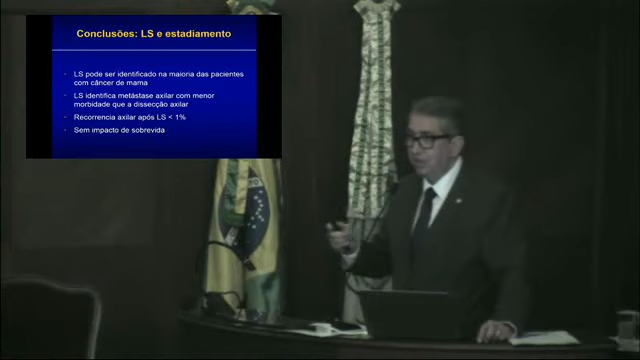 Conclusões: LS e estadiamento
· LS pode ser identificado na maioria das pacientes
com câncer de mama
· LS identifica metástase axilar com menor
morbidade que a dissecção axilar
· Recorrencia axilar após LS < 1%
· Sem impacto de sobrevida